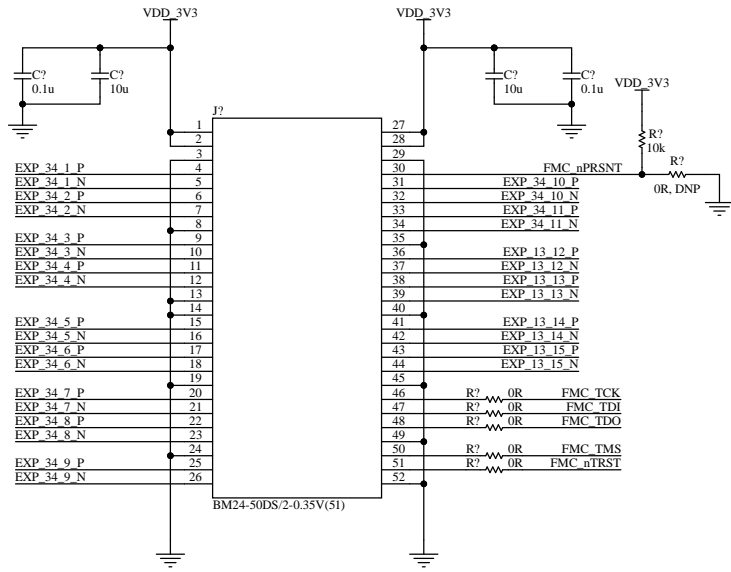 VDD_3V3
VDD_3V3
C?
0.1u
C?
10u
C?
10u
C?
0.1u
VDD_3V3
R?
10k
R?
0R, DNP
FMC_nPRSNT
J?
1
2
3
EXP_34_1_P 4
EXP_34_1_N 5
EXP_34_2_P 6
EXP_34_2_N 7
8
EXP_34_3_P 9
EXP_34_3_N 10
EXP_34_4_P 11
EXP_34_4_N 12
13
14
EXP_34_5_P 15
EXP_34_5_N 16
EXP_34_6_P 17
EXP_34_6_N 18
19
EXP_34_7_P 20
EXP_34_7_N 21
EXP_34_8_P 22
EXP_34_8_N 23
24
EXP_34_9_P 25
EXP_34_9_N 26
27
28
29
30
31 EXP_34_10_P
32 EXP_34_10_N
33 EXP_34_11_P
34 EXP_34_11_N
35
36 EXP_13_12_P
37 EXP_13_12_N
38 EXP_13_13_P
39 EXP_13_13_N
40
41 EXP_13_14_P
42 EXP_13_14_N
43 EXP_13_15_P
44 EXP_13_15_N
45
46 R? 0R FMC_TCK
47 R? 0R FMC_TDI
48 R? 0R FMC_TDO
49
50 R? 0R FMC_TMS
51 R? 0R FMC_nTRST
52
BM24-50DS/2-0.35V(51)